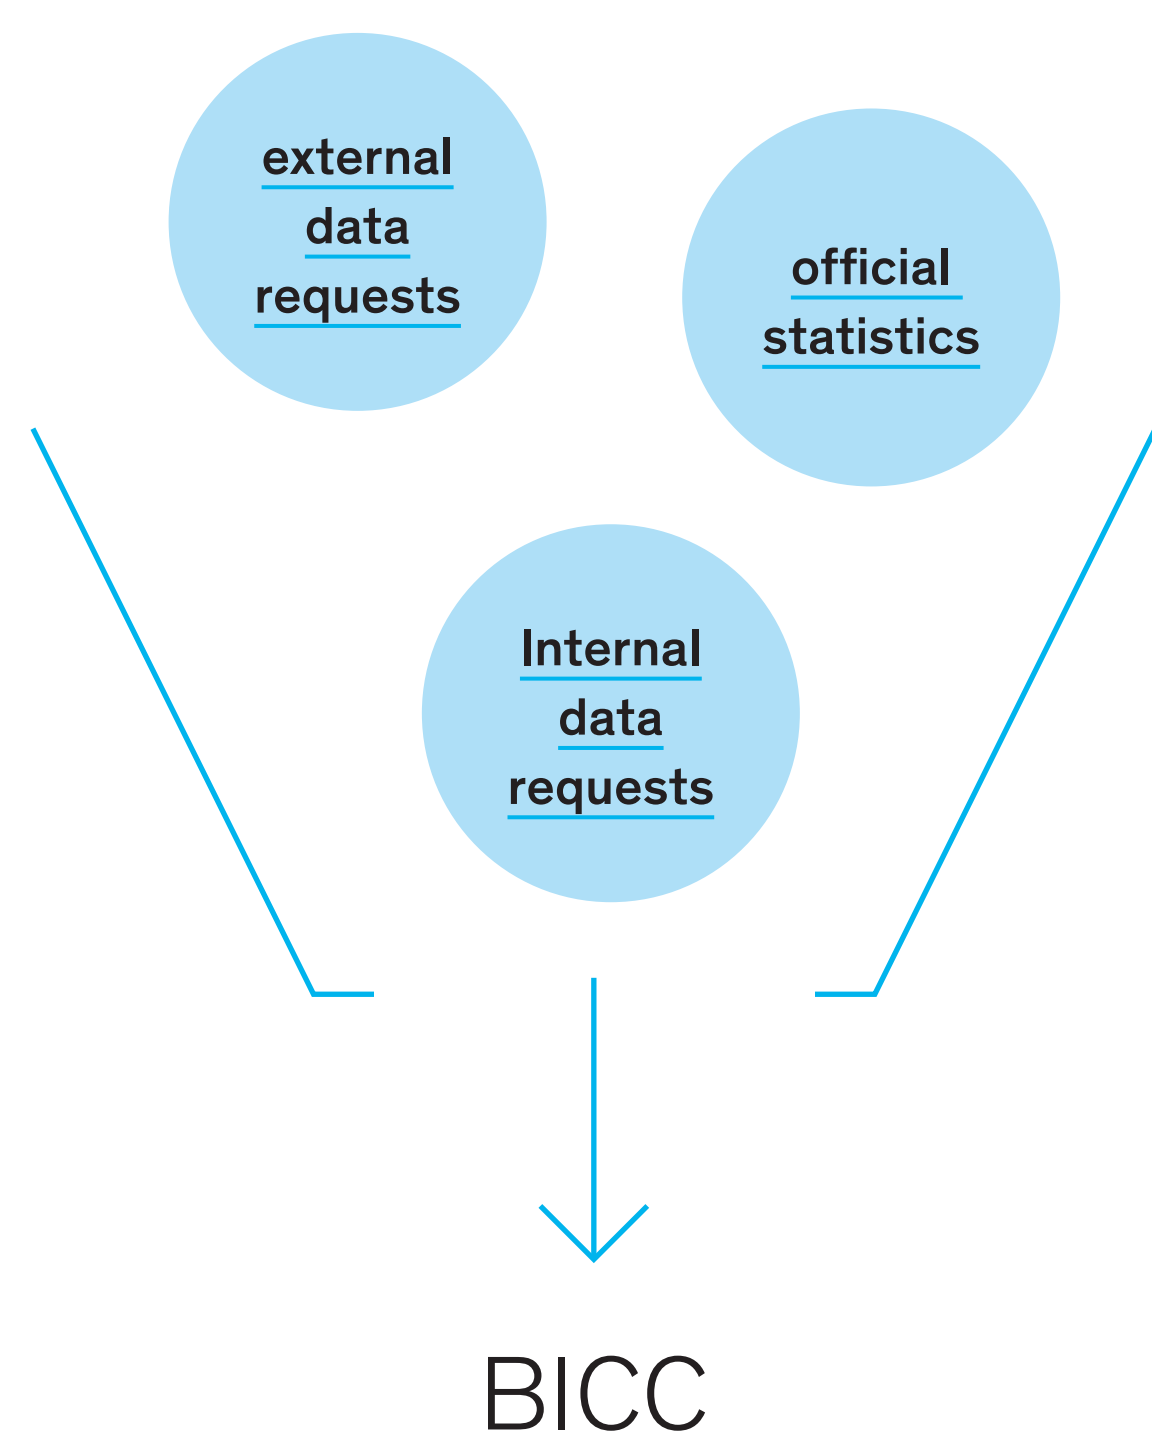 external
data
requests
official
statistics
Internal
data
requests
BICC